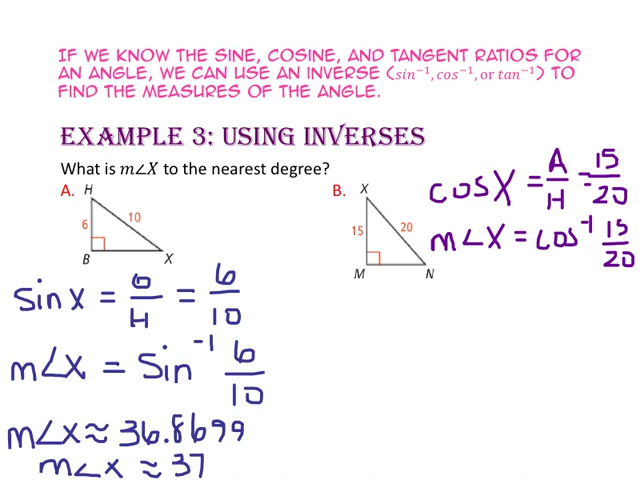 IF WE KNOW THE SINE, COSINE, AND TANGENT RATIOS FOR
AN ANGLE, WE CAN USE AN INVERSE (sin⁻¹, cos⁻¹, or tan⁻¹) TO
FIND THE MEASURES OF THE ANGLE.
EXAMPLE 3: USING INVERSES
What is m∠X to the nearest degree?
A.
H
6
10
B
X
sin X = O/H = 6/10
m∠X = sin⁻¹ 6/10
m∠X ≈ 36.8699
m∠X ≈ 37
B.
X
15
20
M
N
cos X = A/H = 15/20
m∠X = cos⁻¹ 15/20